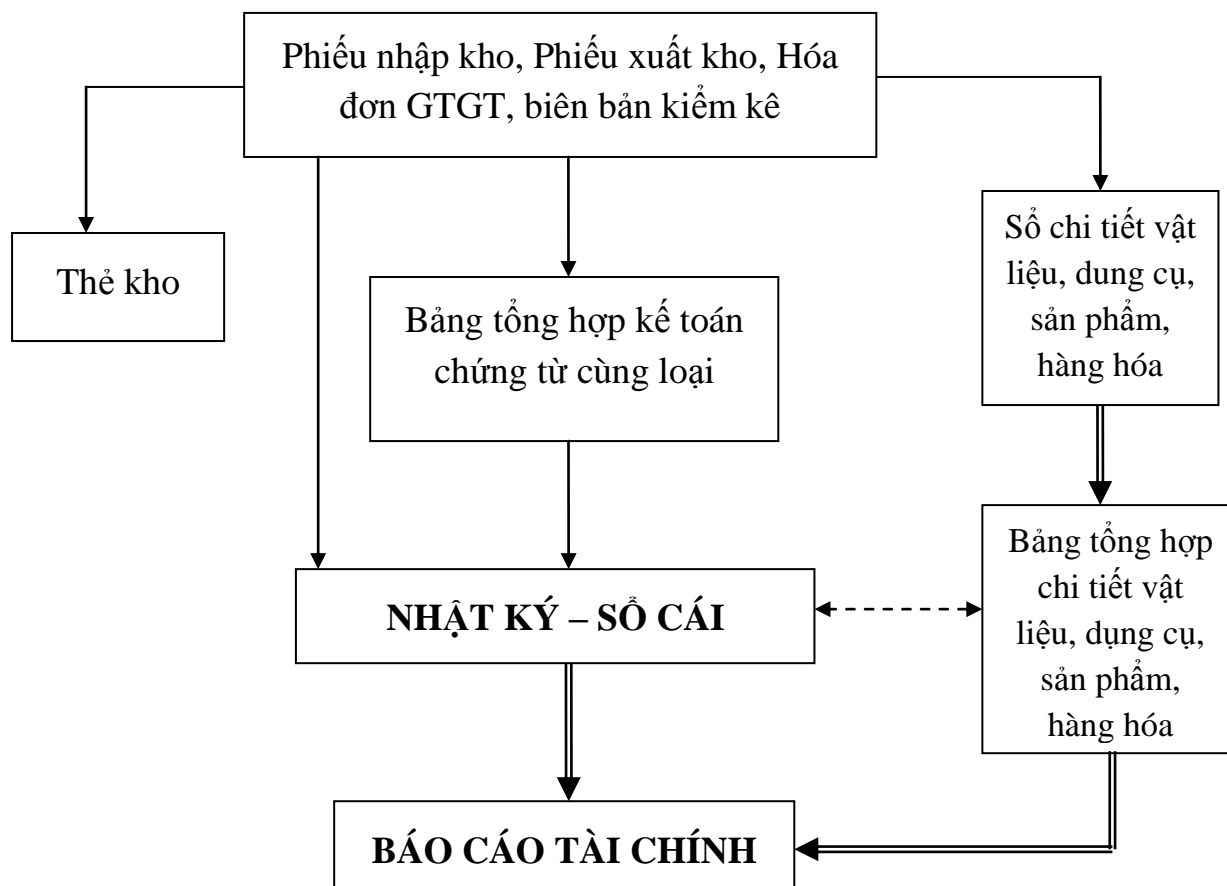 Phiếu nhập kho, Phiếu xuất kho, Hóa
đơn GTGT, biên bản kiểm kê
Thẻ kho
Bảng tổng hợp kế toán
chứng từ cùng loại
Sổ chi tiết vật
liệu, dung cụ,
sản phẩm,
hàng hóa
NHẬT KÝ – SỔ CÁI
Bảng tổng hợp
chi tiết vật
liệu, dụng cụ,
sản phẩm,
hàng hóa
BÁO CÁO TÀI CHÍNH